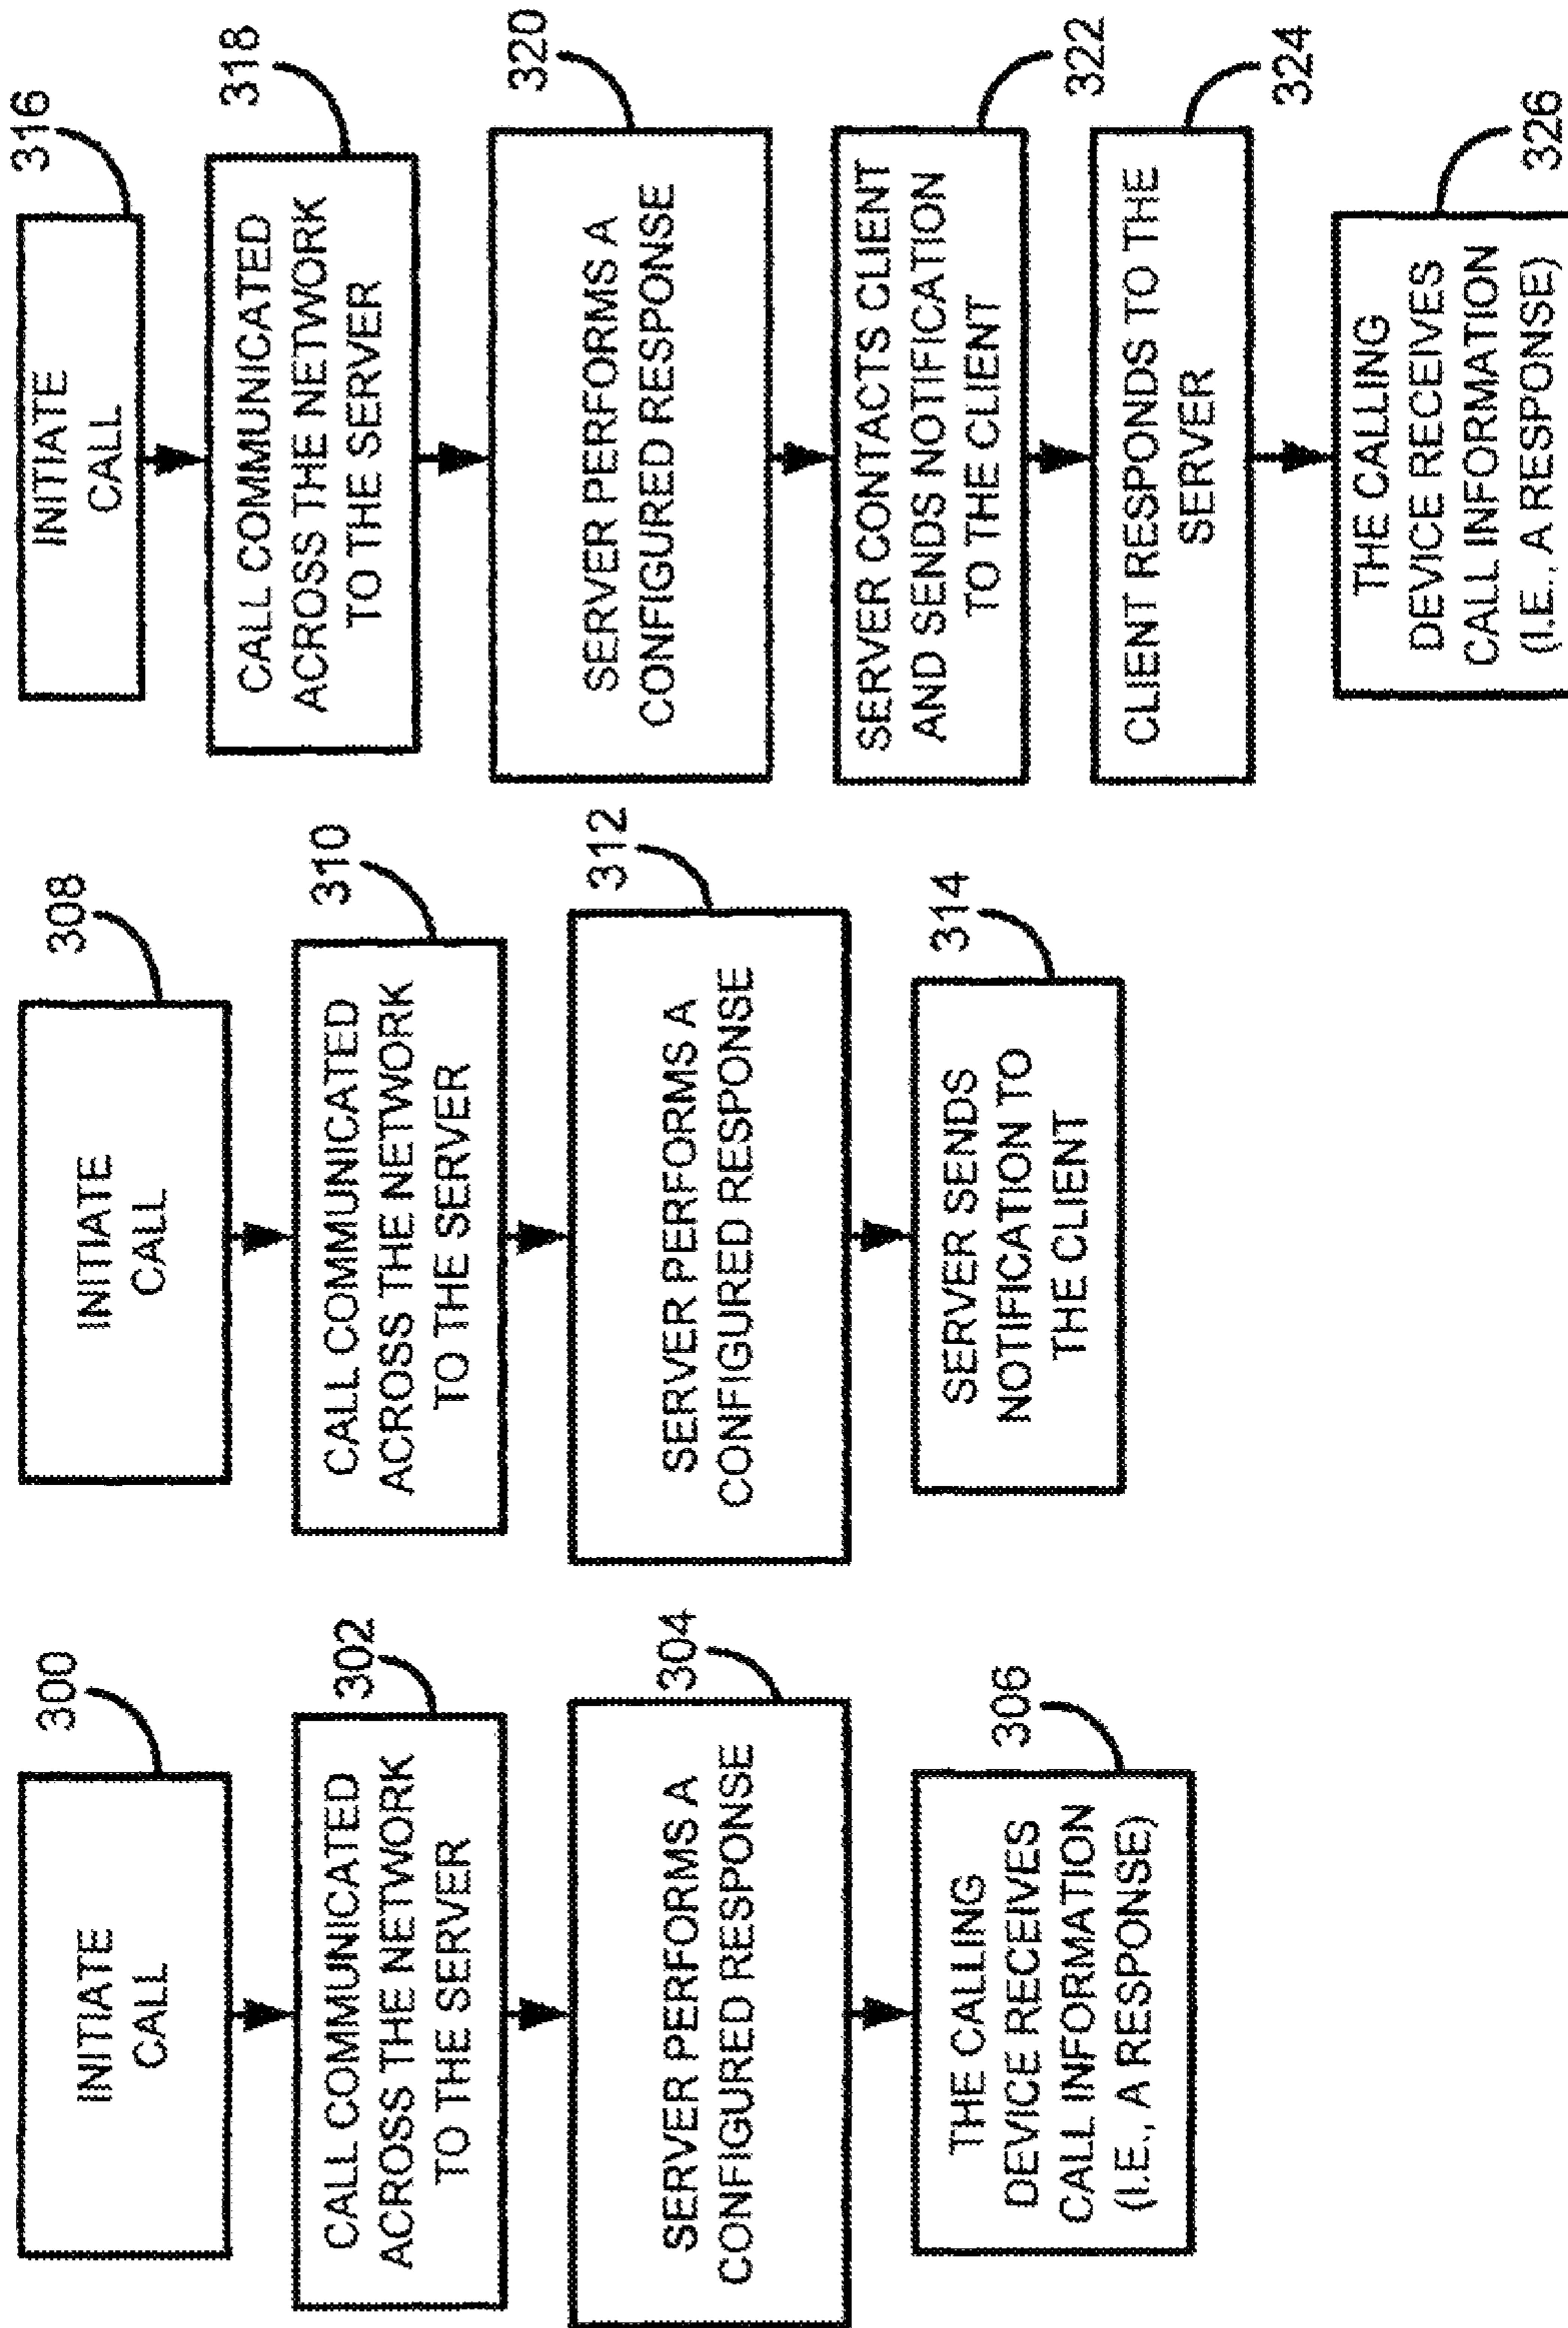 300
INITIATE
CALL
302
CALL COMMUNICATED
ACROSS THE NETWORK
TO THE SERVER
304
SERVER PERFORMS A
CONFIGURED RESPONSE
306
THE CALLING
DEVICE RECEIVES
CALL INFORMATION
(I.E., A RESPONSE)
308
INITIATE
CALL
310
CALL COMMUNICATED
ACROSS THE NETWORK
TO THE SERVER
312
SERVER PERFORMS A
CONFIGURED RESPONSE
314
SERVER SENDS
NOTIFICATION TO
THE CLIENT
316
INITIATE
CALL
318
CALL COMMUNICATED
ACROSS THE NETWORK
TO THE SERVER
320
SERVER PERFORMS A
CONFIGURED RESPONSE
322
SERVER CONTACTS CLIENT
AND SENDS NOTIFICATION
TO THE CLIENT
324
CLIENT RESPONDS TO THE
SERVER
326
THE CALLING
DEVICE RECEIVES
CALL INFORMATION
(I.E., A RESPONSE)